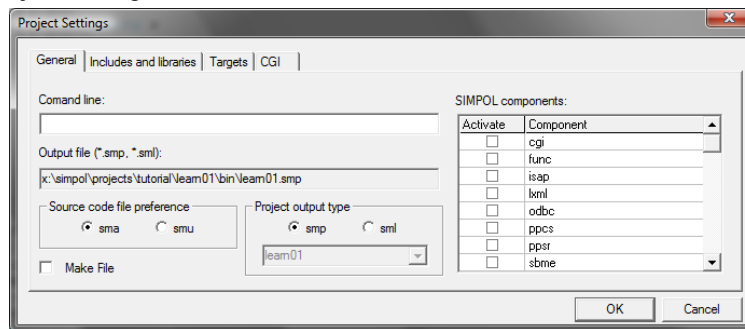 Project Settings
General
Includes and libraries
Targets
CGI
Comand line:
Output file (*.smp, *.sml):
x:\simpol\projects\tutorial\learn01\bin\learn01.smp
Source code file preference
sma
smu
Project output type
smp
sml
learn01
Make File
SIMPOL components:
Activate
Component
cgi
func
isap
lxml
odbc
ppcs
ppsr
sbme
OK
Cancel